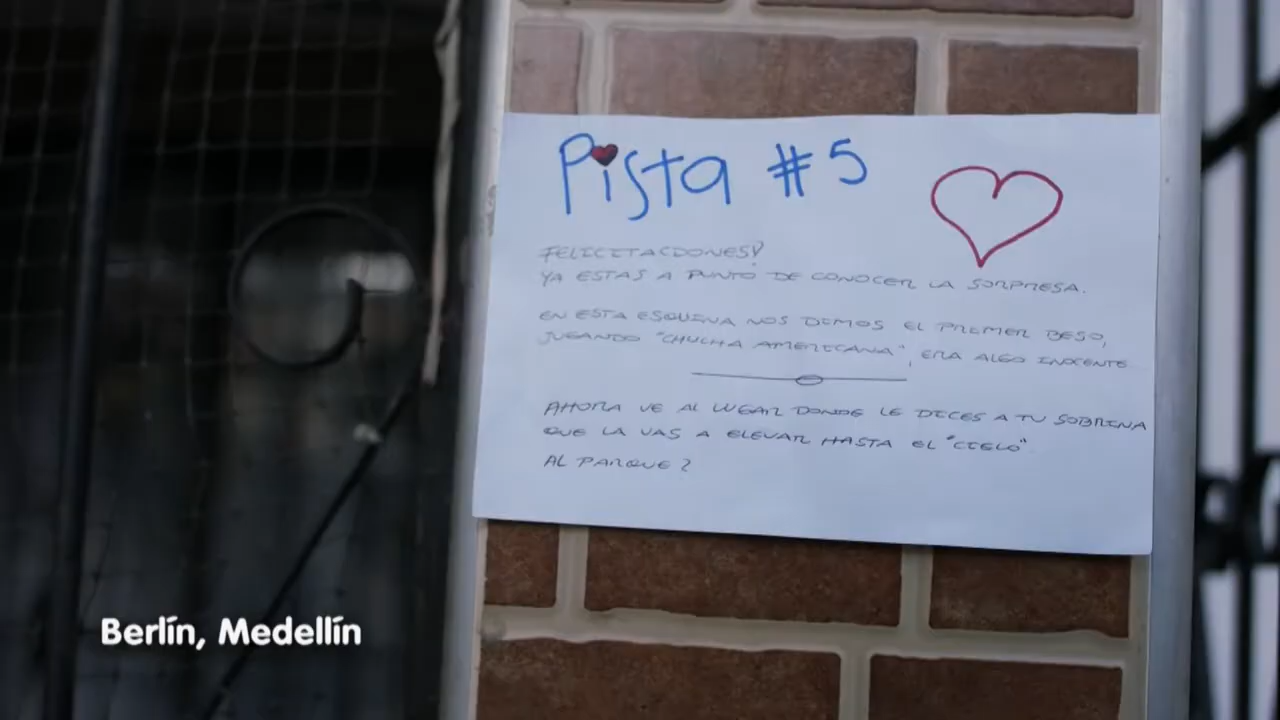 Pista #5
FELICITACIONES!
YA ESTAS A PUNTO DE CONOCER LA SORPRESA.
EN ESTA ESQUINA NOS DIMOS EL PRIMER BESO,
JUGANDO "CHUCHA AMERICANA", ERA ALGO INOCENTE
AHORA VE AL LUGAR DONDE LE DICES A TU SOBRINA
QUE LA VAS A ELEVAR HASTA EL "CIELO"
AL PARQUE?
Berlín, Medellín